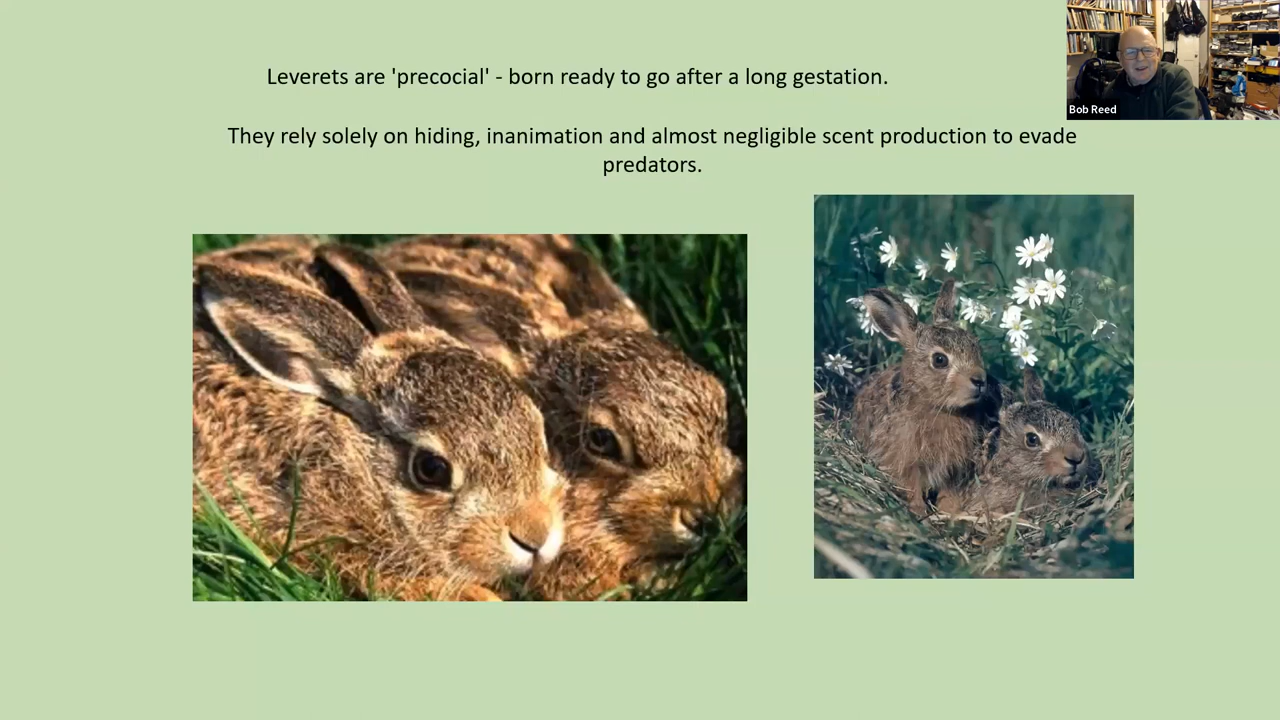 Leverets are 'precocial' - born ready to go after a long gestation.
They rely solely on hiding, inanimation and almost negligible scent production to evade
predators.
Bob Reed